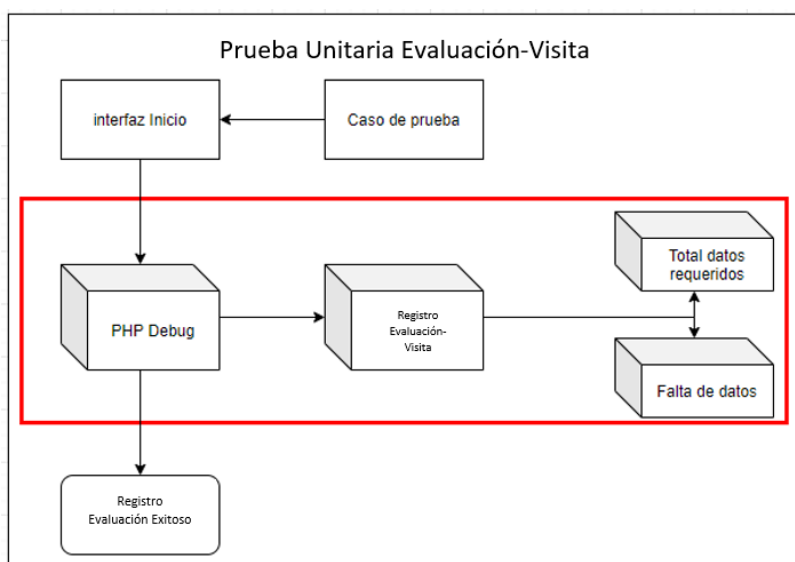 Prueba Unitaria Evaluación-Visita
interfaz Inicio
Caso de prueba
Total datos
requeridos
PHP Debug
Registro
Evaluación-
Visita
Falta de datos
Registro
Evaluación Exitoso